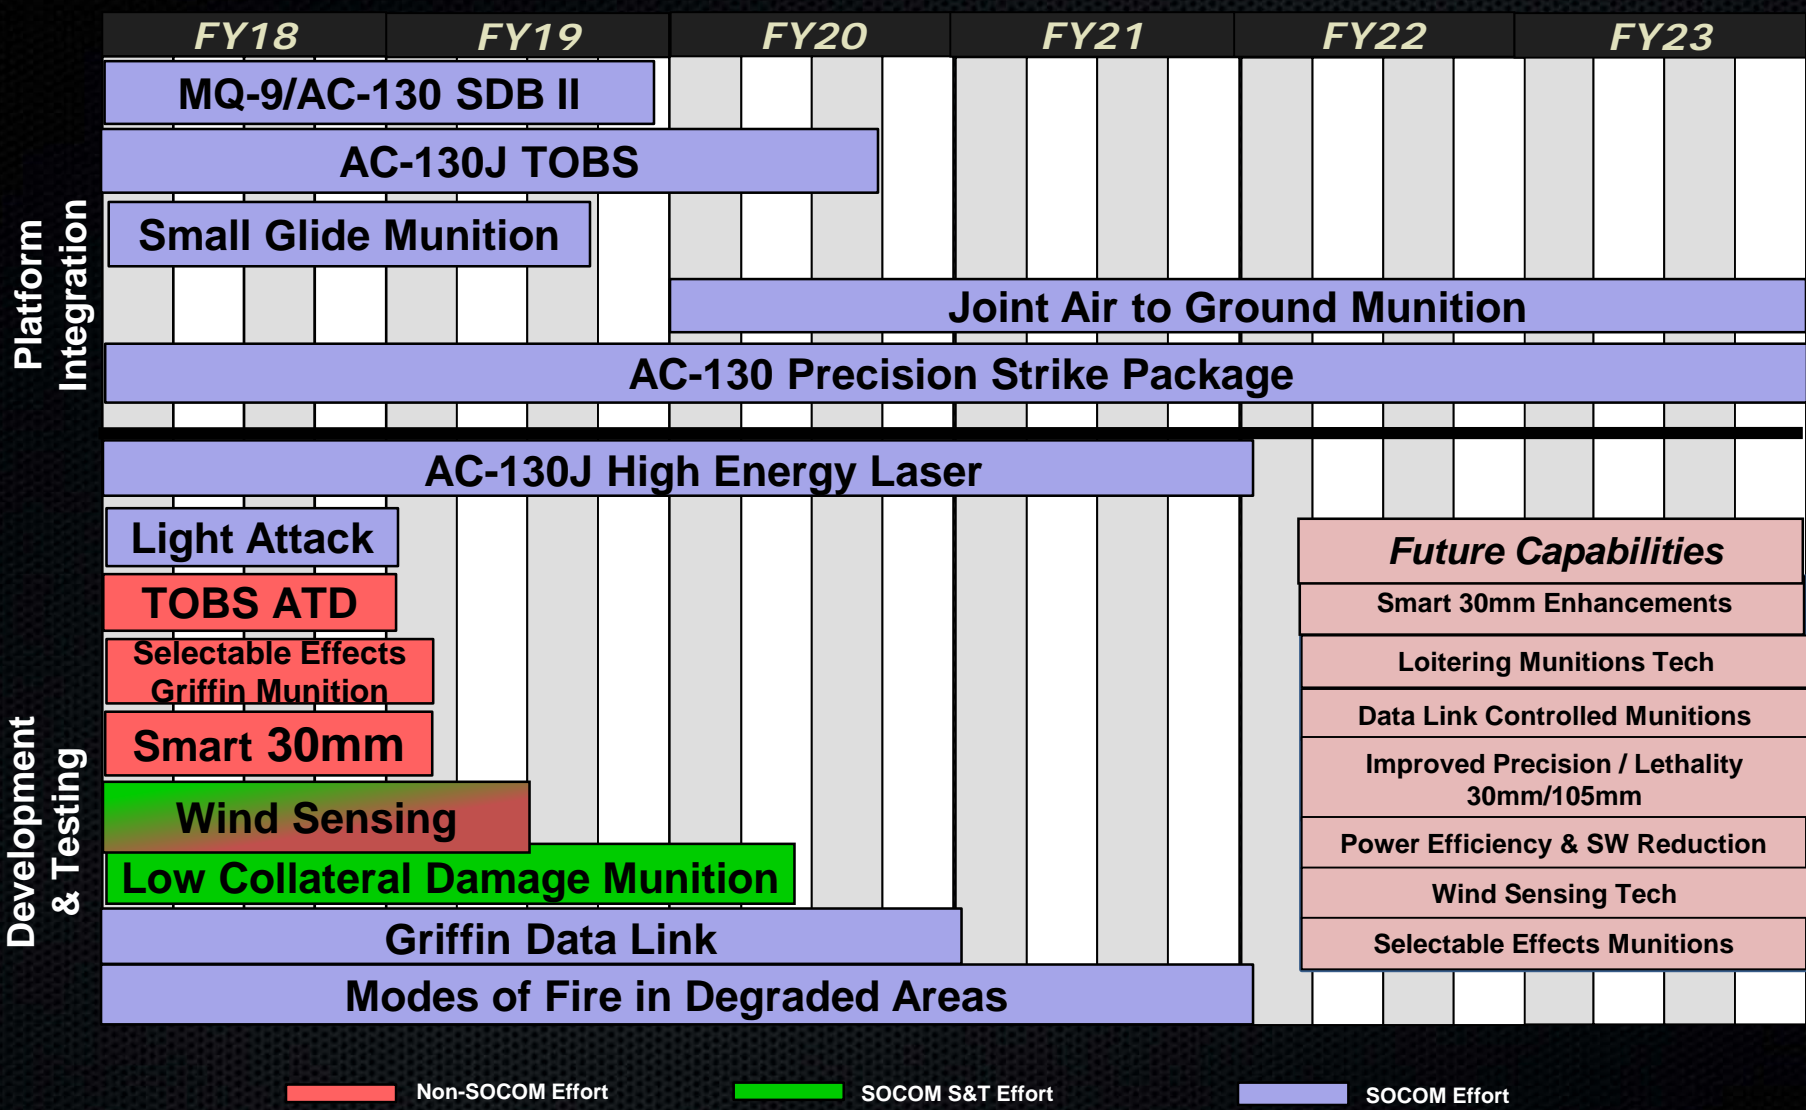 FY18 FY19 FY20 FY21 FY22 FY23
Platform
Integration
MQ-9/AC-130 SDB II
AC-130J TOBS
Small Glide Munition
Joint Air to Ground Munition
AC-130 Precision Strike Package
Development
& Testing
AC-130J High Energy Laser
Light Attack
TOBS ATD
Selectable Effects
Griffin Munition
Smart 30mm
Wind Sensing
Low Collateral Damage Munition
Griffin Data Link
Modes of Fire in Degraded Areas
Future Capabilities
Smart 30mm Enhancements
Loitering Munitions Tech
Data Link Controlled Munitions
Improved Precision / Lethality
30mm/105mm
Power Efficiency & SW Reduction
Wind Sensing Tech
Selectable Effects Munitions
Non-SOCOM Effort
SOCOM S&T Effort
SOCOM Effort